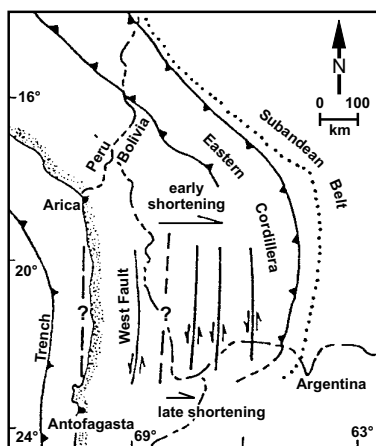 16°
N
0 100
km
Subandean
Belt
Peru
Bolivia
Eastern
Cordillera
early
shortening
Arica
20°
?
West Fault
?
Trench
Argentina
late shortening
Antofagasta
24°
69
63°